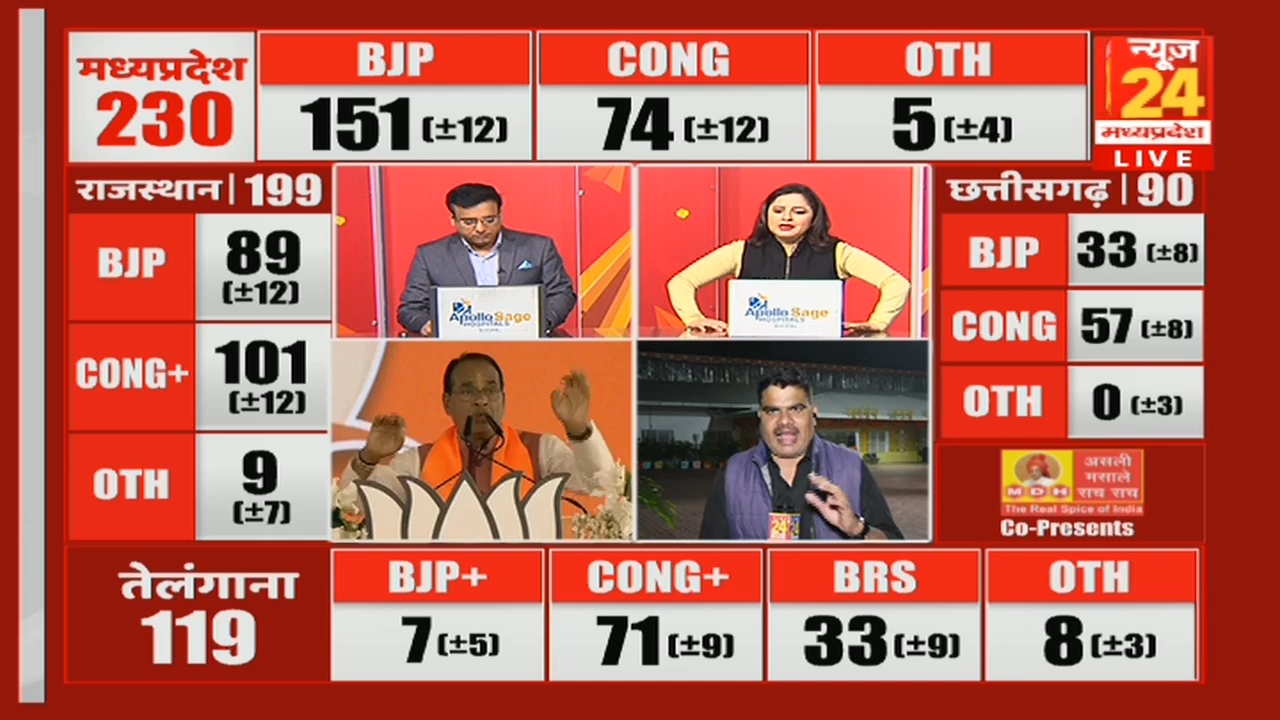 मध्यप्रदेश
230
BJP
151 (±12)
CONG
74 (±12)
OTH
5 (±4)
न्यूज़
24
मध्यप्रदेश
LIVE
राजस्थान | 199
BJP
89
(±12)
CONG+
101
(±12)
OTH
9
(±7)
Apollo Sage
HOSPITALS
Apollo Sage
HOSPITALS
24
छत्तीसगढ़ | 90
BJP
33 (±8)
CONG
57 (±8)
OTH
0 (±3)
MDH
असली
मसाले
सच सच
The Real Spice of India
Co-Presents
तेलंगाना
119
BJP+
7 (±5)
CONG+
71 (±9)
BRS
33 (±9)
OTH
8 (±3)